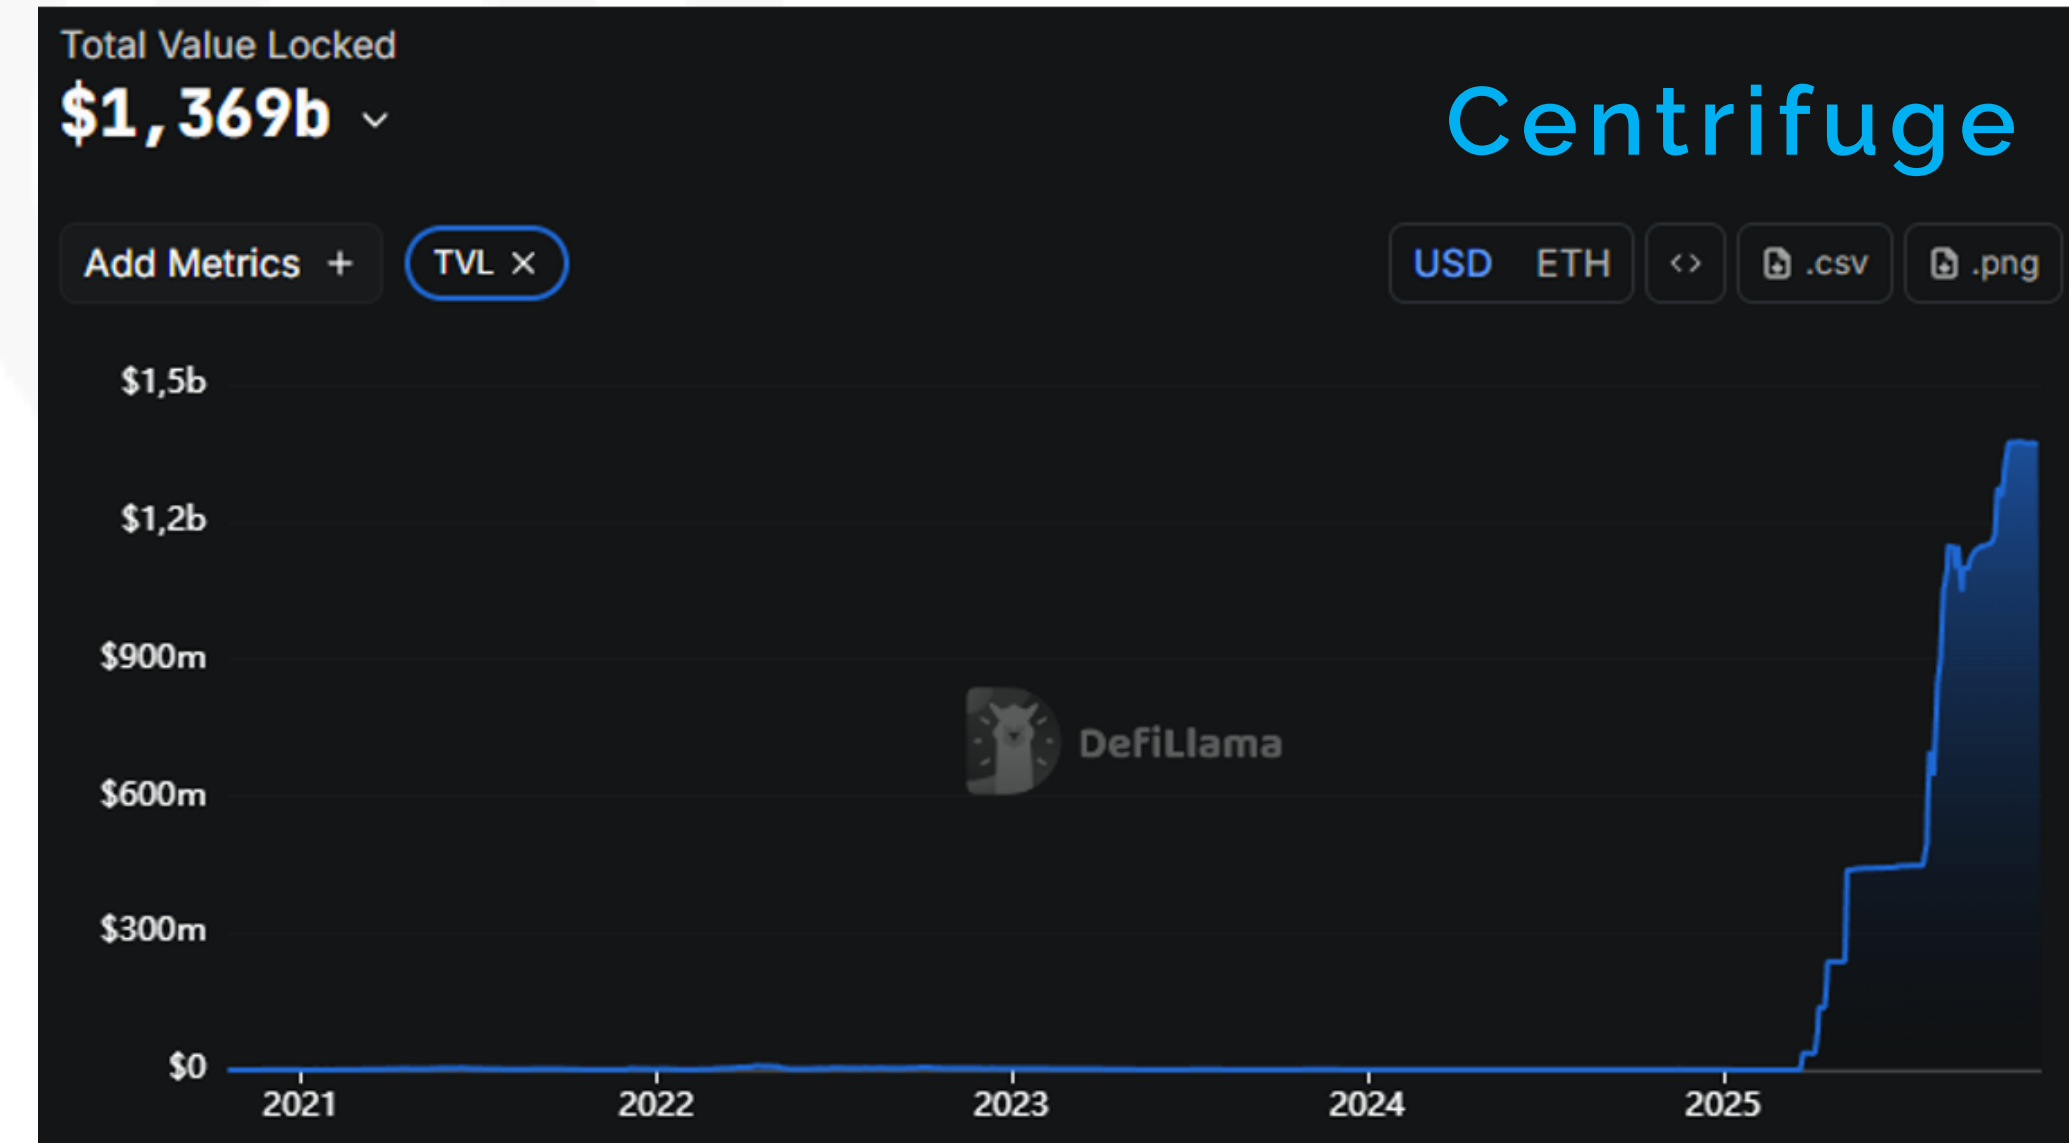 Total Value Locked
$1,369b
Centrifuge
Add Metrics +
TVL ×
USD ETH <> .csv .png
$1,5b
$1,2b
$900m
$600m
$300m
$0
DefiLlama
2021 2022 2023 2024 2025